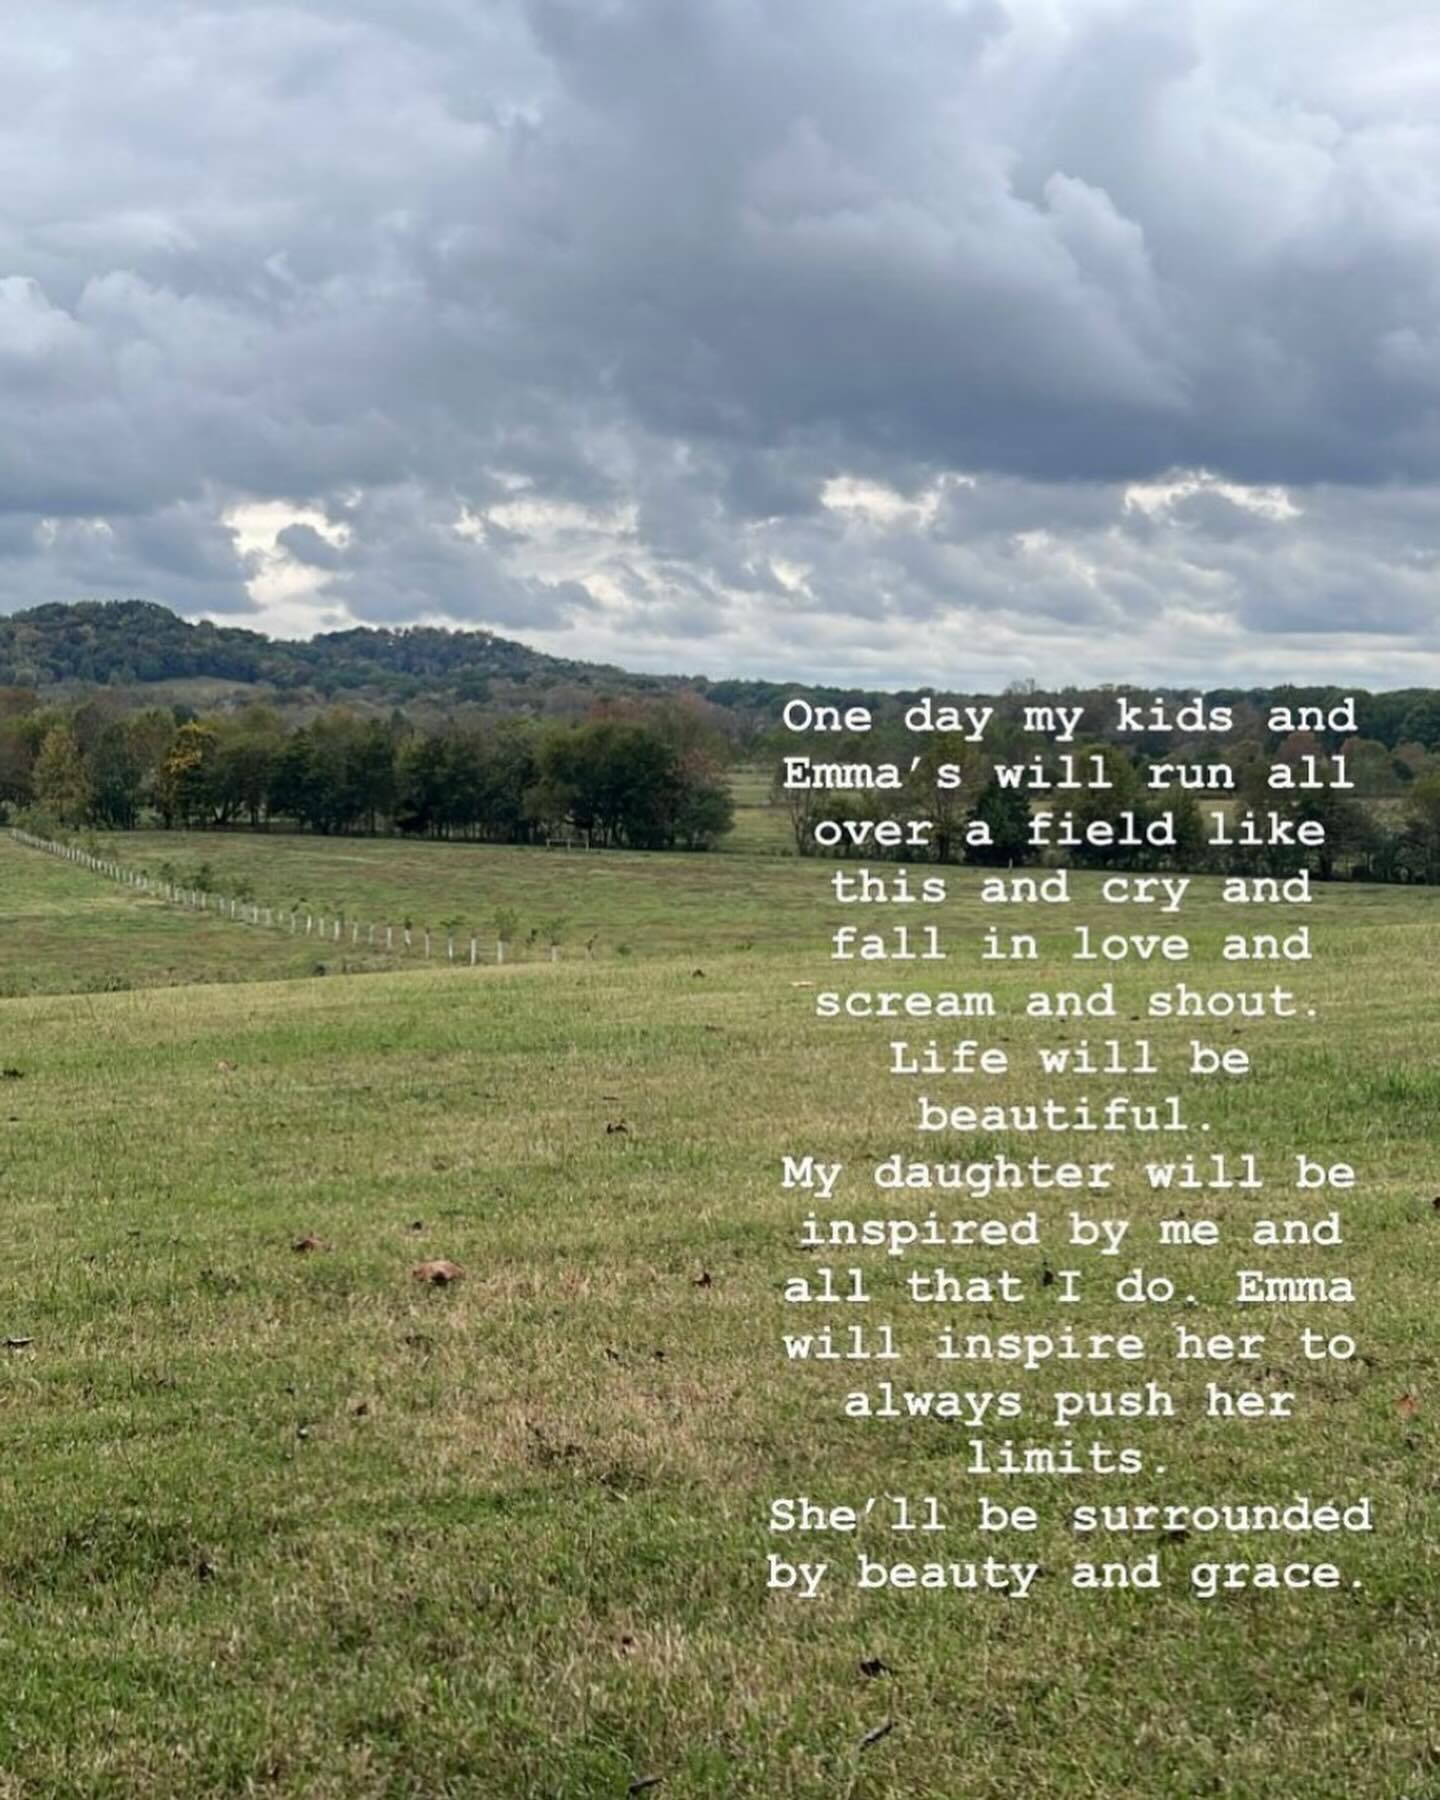 One day my kids and
Emma's will run all
over a field like
this and cry and
fall in love and
scream and shout.
Life will be
beautiful.
My daughter will be
inspired by me and
all that I do. Emma
will inspire her to
always push her
limits.
She'll be surrounded
by beauty and grace.